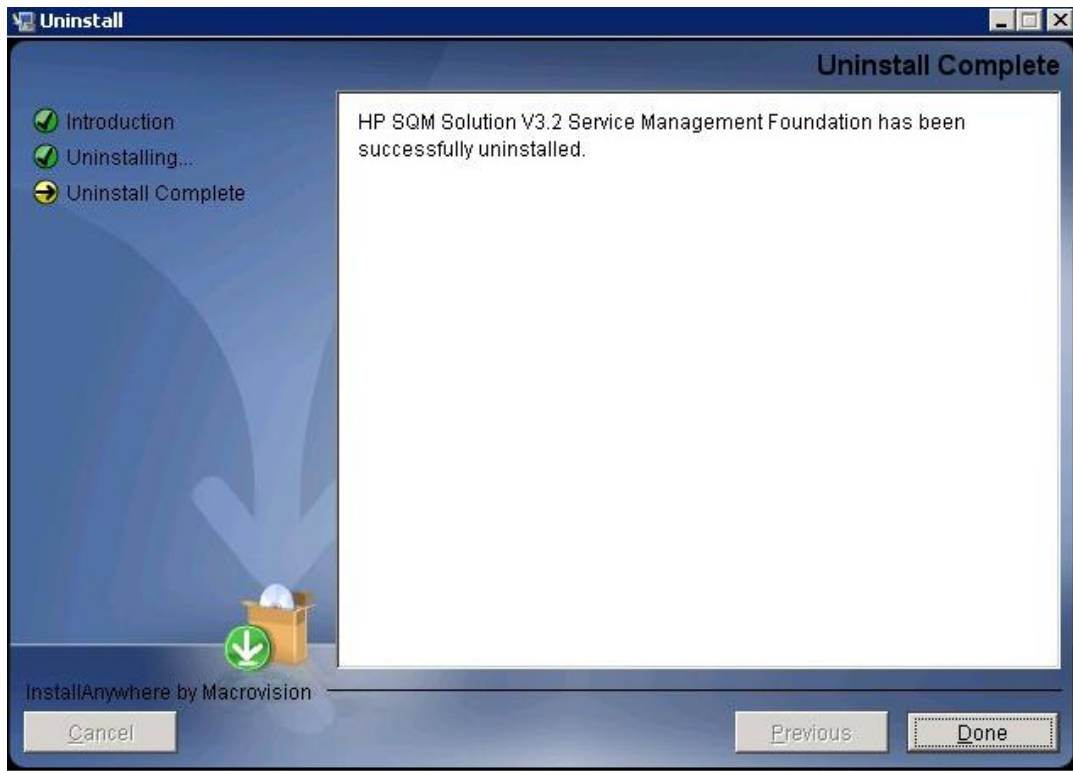 Uninstall
Uninstall Complete
Introduction
Uninstalling...
Uninstall Complete
HP SQM Solution V3.2 Service Management Foundation has been
successfully uninstalled.
InstallAnywhere by Macrovision
Cancel
Previous
Done